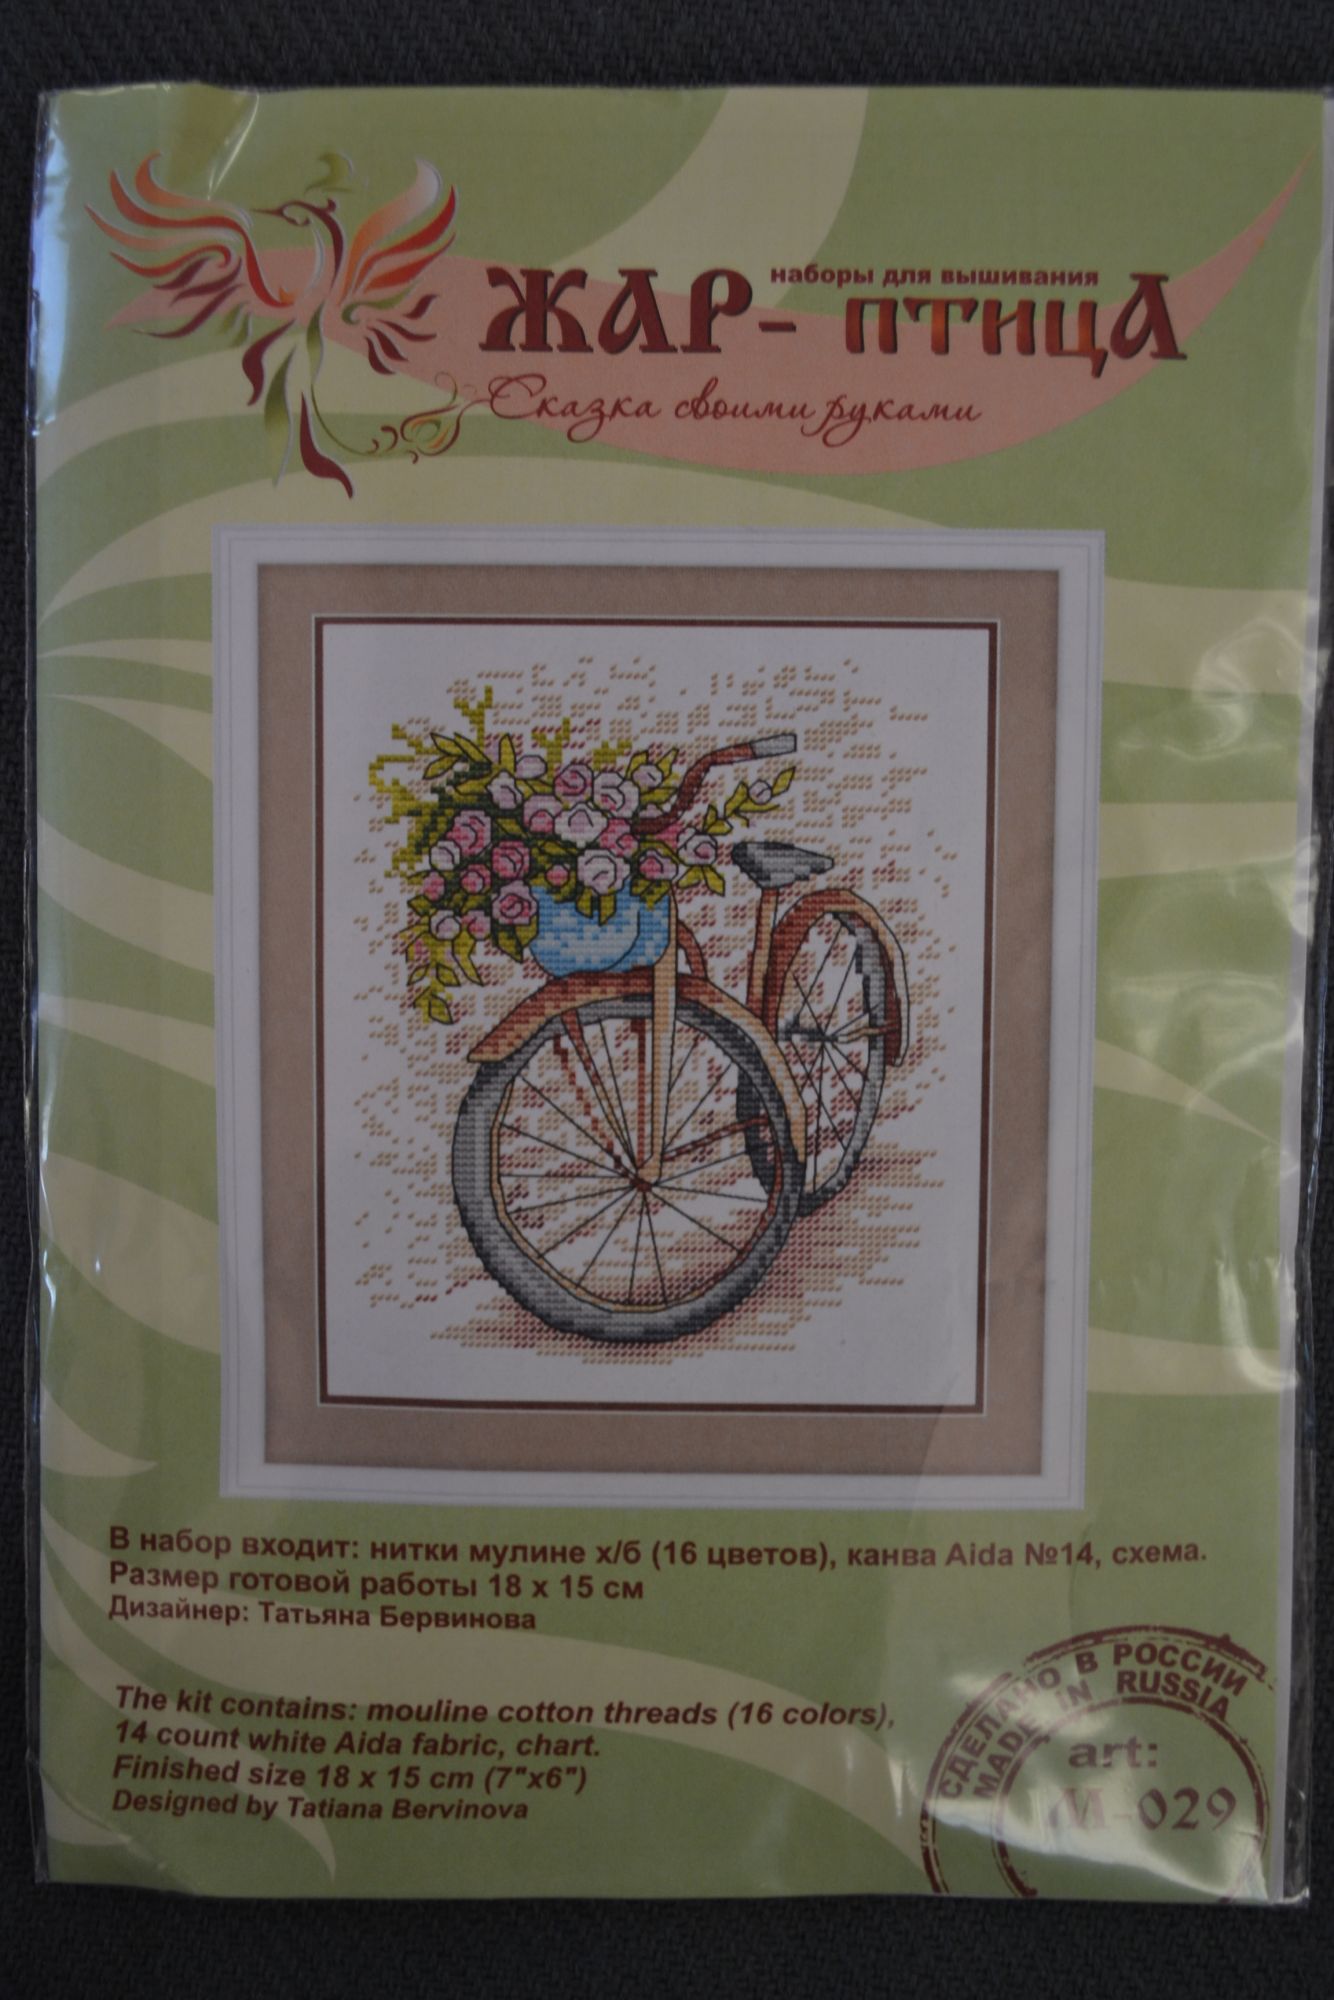 наборы для вышивания
ЖАР-ПТИЦА
Сказка своими руками
В набор входит: нитки мулине х/б (16 цветов), канва Aida №14, схема.
Размер готовой работы 18 х 15 см
Дизайнер: Татьяна Бервинова
The kit contains: mouline cotton threads (16 colors),
14 count white Aida fabric, chart.
Finished size 18 x 15 cm (7"x6")
Designed by Tatiana Bervinova
СДЕЛАНО В РОССИИ
MADE IN RUSSIA
art:
М-029